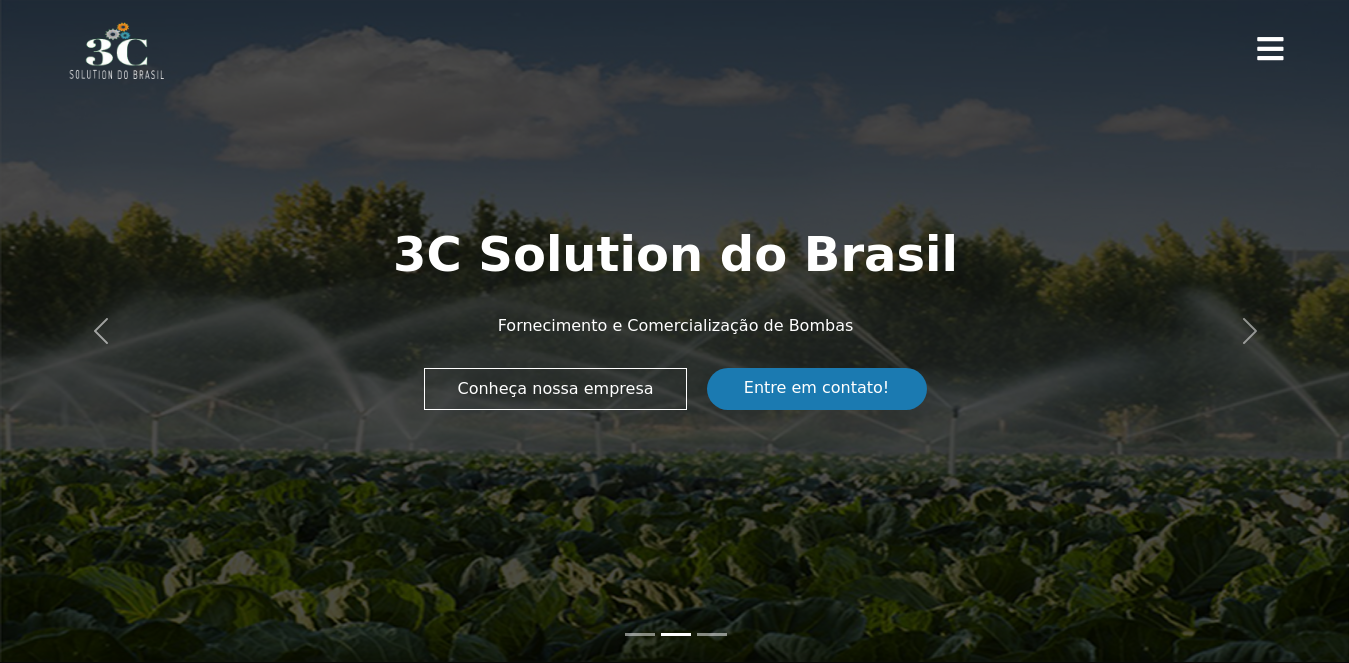 3C
SOLUTION DO BRASIL
3C Solution do Brasil
Fornecimento e Comercialização de Bombas
Conheça nossa empresa
Entre em contato!